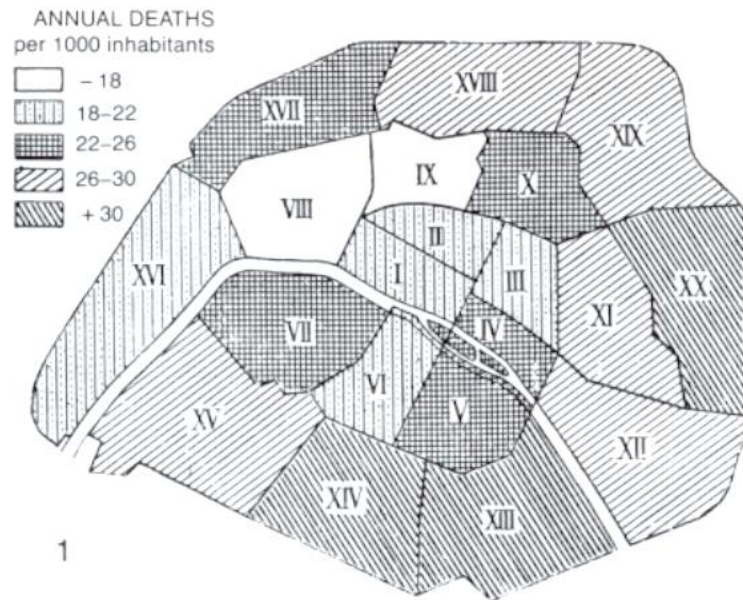 ANNUAL DEATHS
per 1000 inhabitants
– 18
18–22
22–26
26–30
+ 30
XVIII
XVII
XIX
IX
X
VIII
II
XVI
I
III
XX
IV
XI
VII
VI
V
XV
XII
XIV
XIII
1